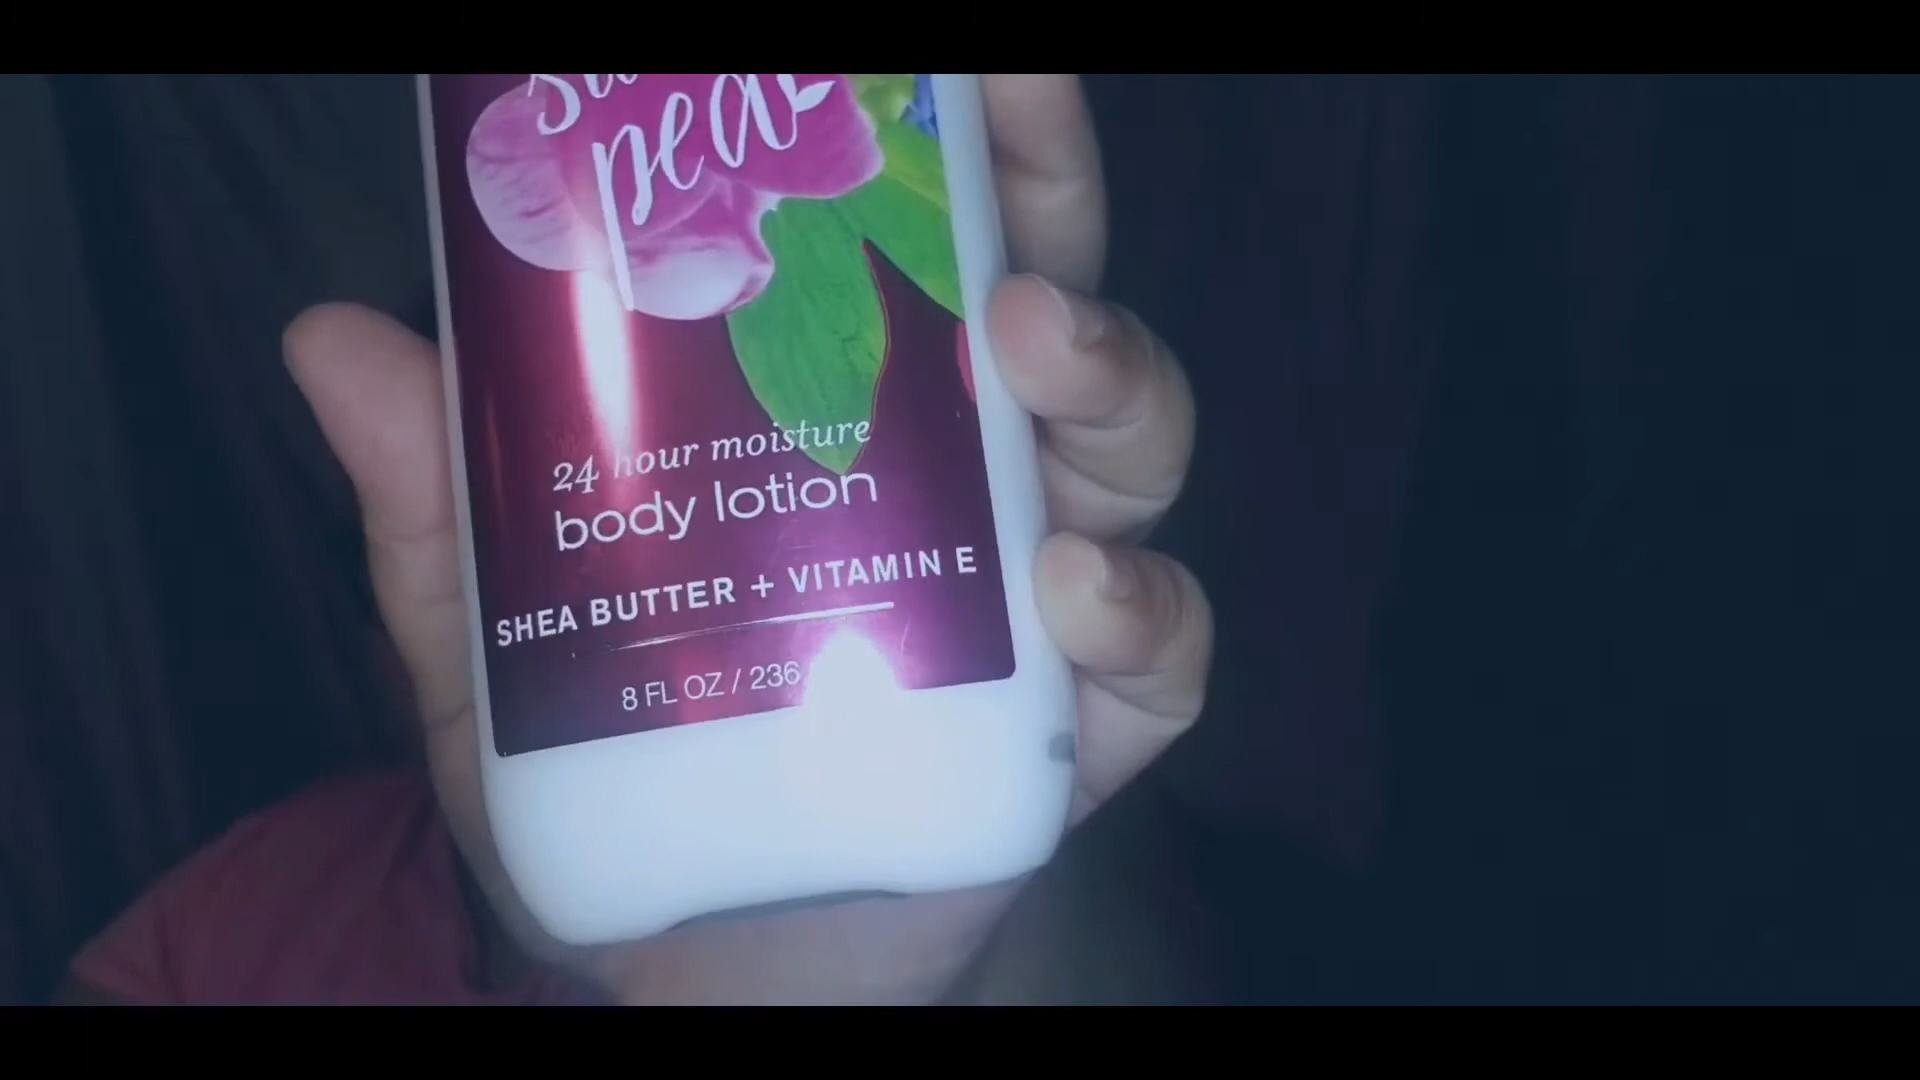 pea
24 hour moisture
body lotion
SHEA BUTTER + VITAMIN E
8 FL OZ / 236